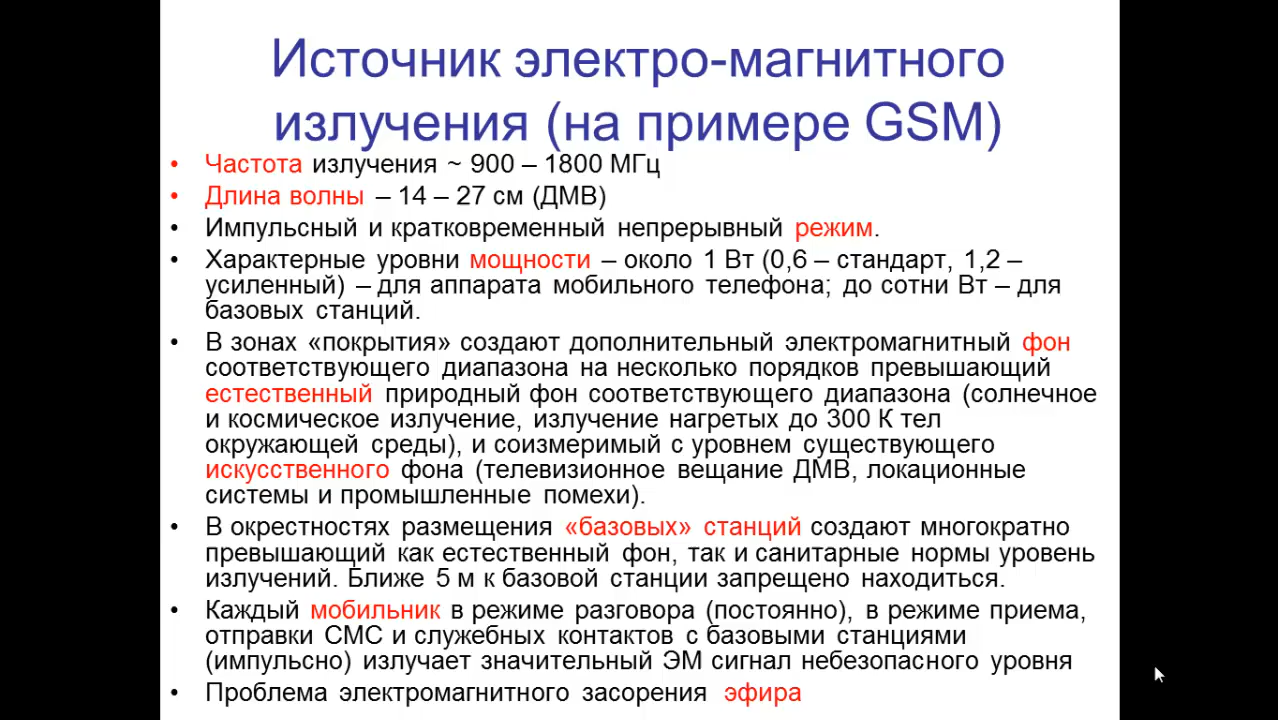 Источник электро-магнитного
излучения (на примере GSM)
• Частота излучения ~ 900 – 1800 МГц
• Длина волны – 14 – 27 см (ДМВ)
• Импульсный и кратковременный непрерывный режим.
• Характерные уровни мощности – около 1 Вт (0,6 – стандарт, 1,2 –
усиленный) – для аппарата мобильного телефона; до сотни Вт – для
базовых станций.
• В зонах «покрытия» создают дополнительный электромагнитный фон
соответствующего диапазона на несколько порядков превышающий
естественный природный фон соответствующего диапазона (солнечное
и космическое излучение, излучение нагретых до 300 К тел
окружающей среды), и соизмеримый с уровнем существующего
искусственного фона (телевизионное вещание ДМВ, локационные
системы и промышленные помехи).
• В окрестностях размещения «базовых» станций создают многократно
превышающий как естественный фон, так и санитарные нормы уровень
излучений. Ближе 5 м к базовой станции запрещено находиться.
• Каждый мобильник в режиме разговора (постоянно), в режиме приема,
отправки СМС и служебных контактов с базовыми станциями
(импульсно) излучает значительный ЭМ сигнал небезопасного уровня
• Проблема электромагнитного засорения эфира